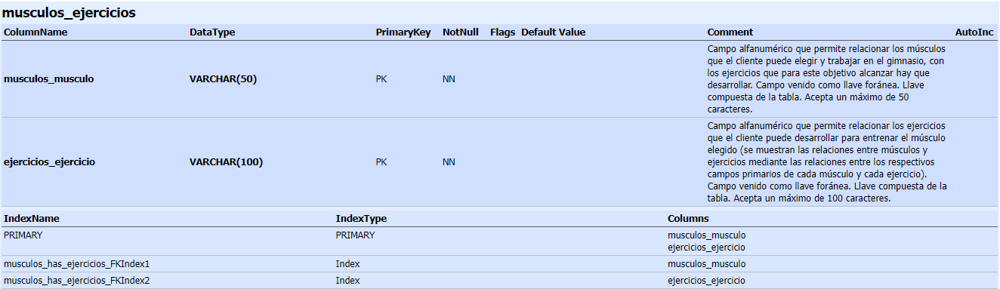 musculos_ejercicios
ColumnName DataType PrimaryKey NotNull Flags Default Value Comment AutoInc
musculos_musculo VARCHAR(50) PK NN Campo alfanumérico que permite relacionar los músculos
que el cliente puede elegir y trabajar en el gimnasio, con
los ejercicios que para este objetivo alcanzar hay que
desarrollar. Campo venido como llave foránea. Llave
compuesta de la tabla. Acepta un máximo de 50
caracteres.
ejercicios_ejercicio VARCHAR(100) PK NN Campo alfanumérico que permite relacionar los ejercicios
que el cliente puede desarrollar para entrenar el músculo
elegido (se muestran las relaciones entre músculos y
ejercicios mediante las relaciones entre los respectivos
campos primarios de cada músculo y cada ejercicio).
Campo venido como llave foránea. Llave compuesta de la
tabla. Acepta un máximo de 100 caracteres.
IndexName IndexType Columns
PRIMARY PRIMARY musculos_musculo
ejercicios_ejercicio
musculos_has_ejercicios_FKIndex1 Index musculos_musculo
musculos_has_ejercicios_FKIndex2 Index ejercicios_ejercicio